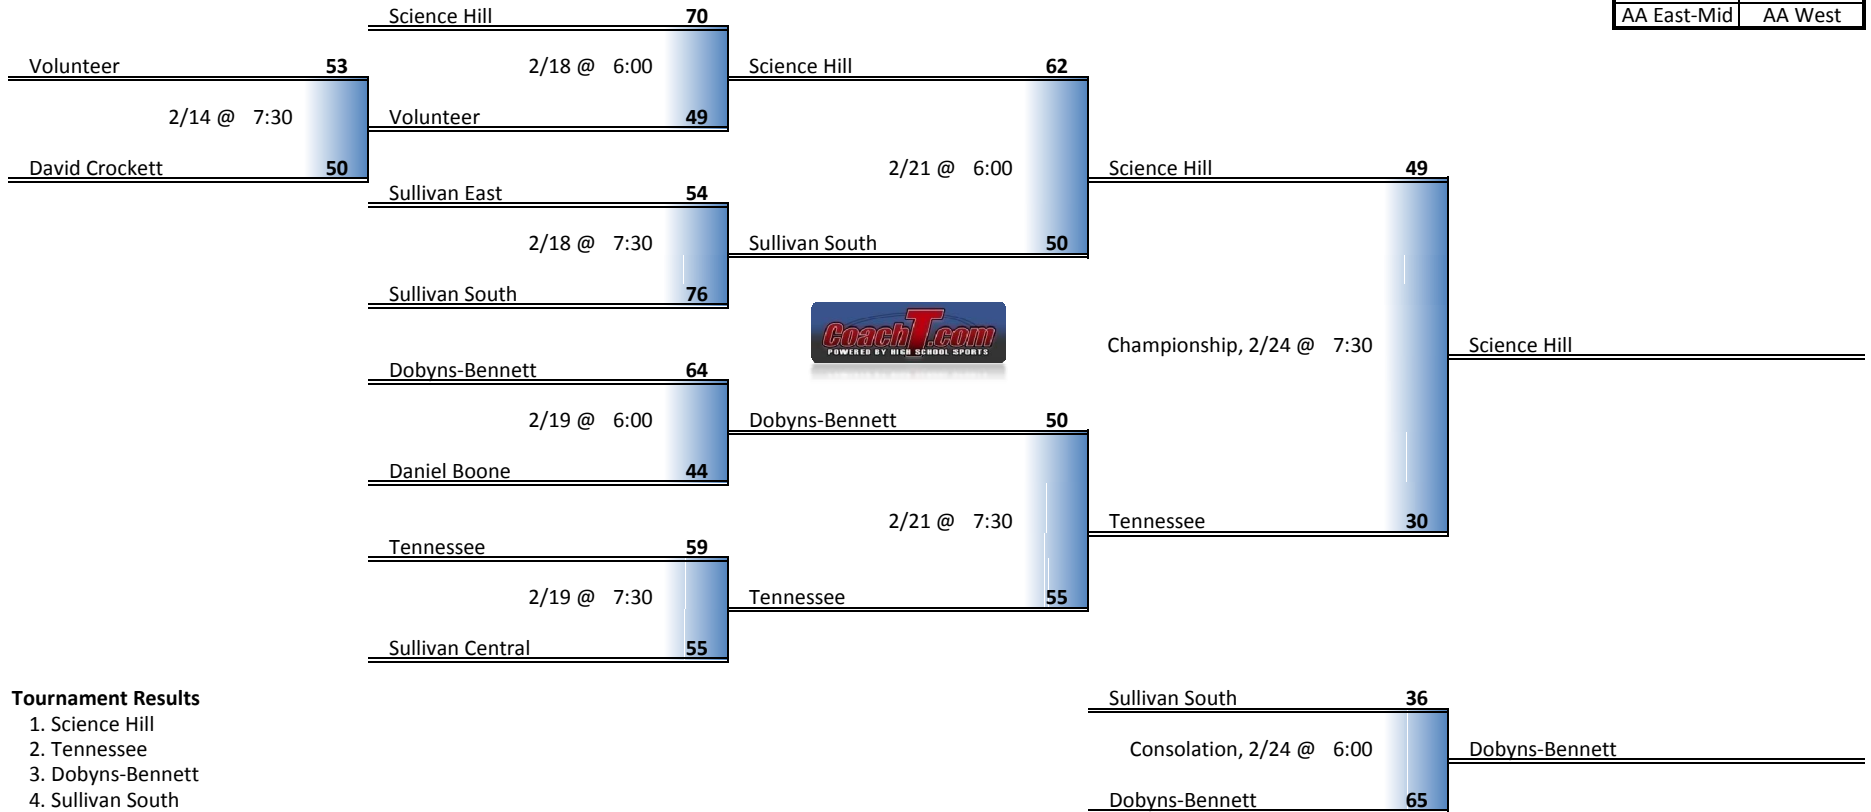 AA East-Mid AA West
Science Hill 70
Volunteer 53
2/18 @ 6:00
Science Hill 62
2/14 @ 7:30
Volunteer 49
David Crockett 50
2/21 @ 6:00
Science Hill 49
Sullivan East 54
2/18 @ 7:30
Sullivan South 50
Sullivan South 76
CoachT.com
POWERED BY HIGH SCHOOL SPORTS
Championship, 2/24 @ 7:30
Science Hill
Dobyns-Bennett 64
2/19 @ 6:00
Dobyns-Bennett 50
Daniel Boone 44
2/21 @ 7:30
Tennessee 30
Tennessee 59
2/19 @ 7:30
Tennessee 55
Sullivan Central 55
Tournament Results
1. Science Hill
2. Tennessee
3. Dobyns-Bennett
4. Sullivan South
Sullivan South 36
Consolation, 2/24 @ 6:00
Dobyns-Bennett
Dobyns-Bennett 65